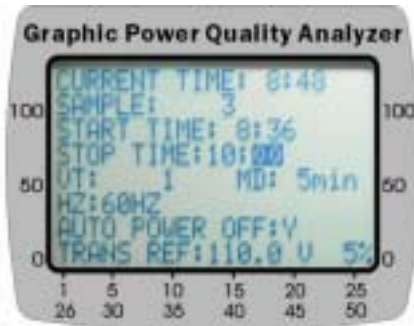 Graphic Power Quality Analyzer
CURRENT TIME: 8:48
SAMPLE: 3
START TIME: 8:36
STOP TIME:10:00
VT: 1 MD: 5min
HZ:60HZ
AUTO POWER OFF:Y
TRANS REF:110.0 V 5%
100 100
50 50
0 0
1 5 10 15 20 25
26 30 35 40 45 50